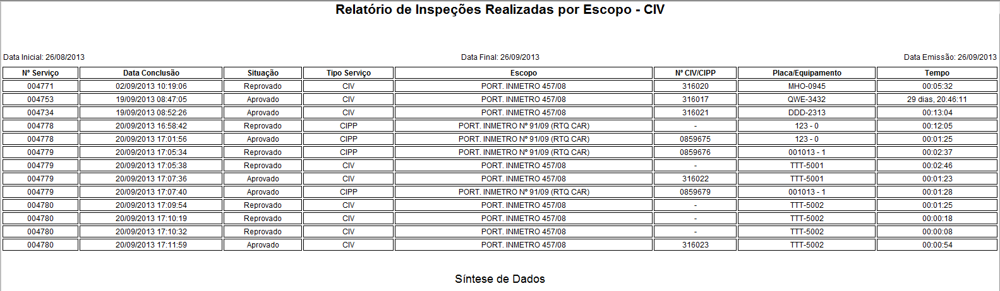 Relatório de Inspeções Realizadas por Escopo - CIV
Data Inicial: 26/08/2013 Data Final: 26/09/2013 Data Emissão: 26/09/2013
Nº Serviço Data Conclusão Situação Tipo Serviço Escopo Nº CIV/CIPP Placa/Equipamento Tempo
004771 02/09/2013 10:19:06 Reprovado CIV PORT. INMETRO 457/08 316020 MHO-0945 00:05:32
004753 19/09/2013 08:47:05 Aprovado CIV PORT. INMETRO 457/08 316017 QWE-3432 29 dias, 20:46:11
004734 19/09/2013 08:52:26 Aprovado CIV PORT. INMETRO 457/08 316021 DDD-2313 00:13:04
004778 20/09/2013 16:58:42 Reprovado CIPP PORT. INMETRO Nº 91/09 (RTQ CAR) - 123 - 0 00:12:05
004778 20/09/2013 17:01:56 Aprovado CIPP PORT. INMETRO Nº 91/09 (RTQ CAR) 0859675 123 - 0 00:01:25
004779 20/09/2013 17:05:34 Reprovado CIPP PORT. INMETRO Nº 91/09 (RTQ CAR) 0859676 001013 - 1 00:02:37
004779 20/09/2013 17:05:38 Reprovado CIV PORT. INMETRO 457/08 - TTT-5001 00:02:46
004779 20/09/2013 17:07:36 Aprovado CIV PORT. INMETRO 457/08 316022 TTT-5001 00:01:23
004779 20/09/2013 17:07:40 Aprovado CIPP PORT. INMETRO Nº 91/09 (RTQ CAR) 0859679 001013 - 1 00:01:28
004780 20/09/2013 17:09:54 Reprovado CIV PORT. INMETRO 457/08 - TTT-5002 00:01:25
004780 20/09/2013 17:10:19 Reprovado CIV PORT. INMETRO 457/08 - TTT-5002 00:00:18
004780 20/09/2013 17:10:32 Reprovado CIV PORT. INMETRO 457/08 - TTT-5002 00:00:08
004780 20/09/2013 17:11:59 Aprovado CIV PORT. INMETRO 457/08 316023 TTT-5002 00:00:54
Síntese de Dados